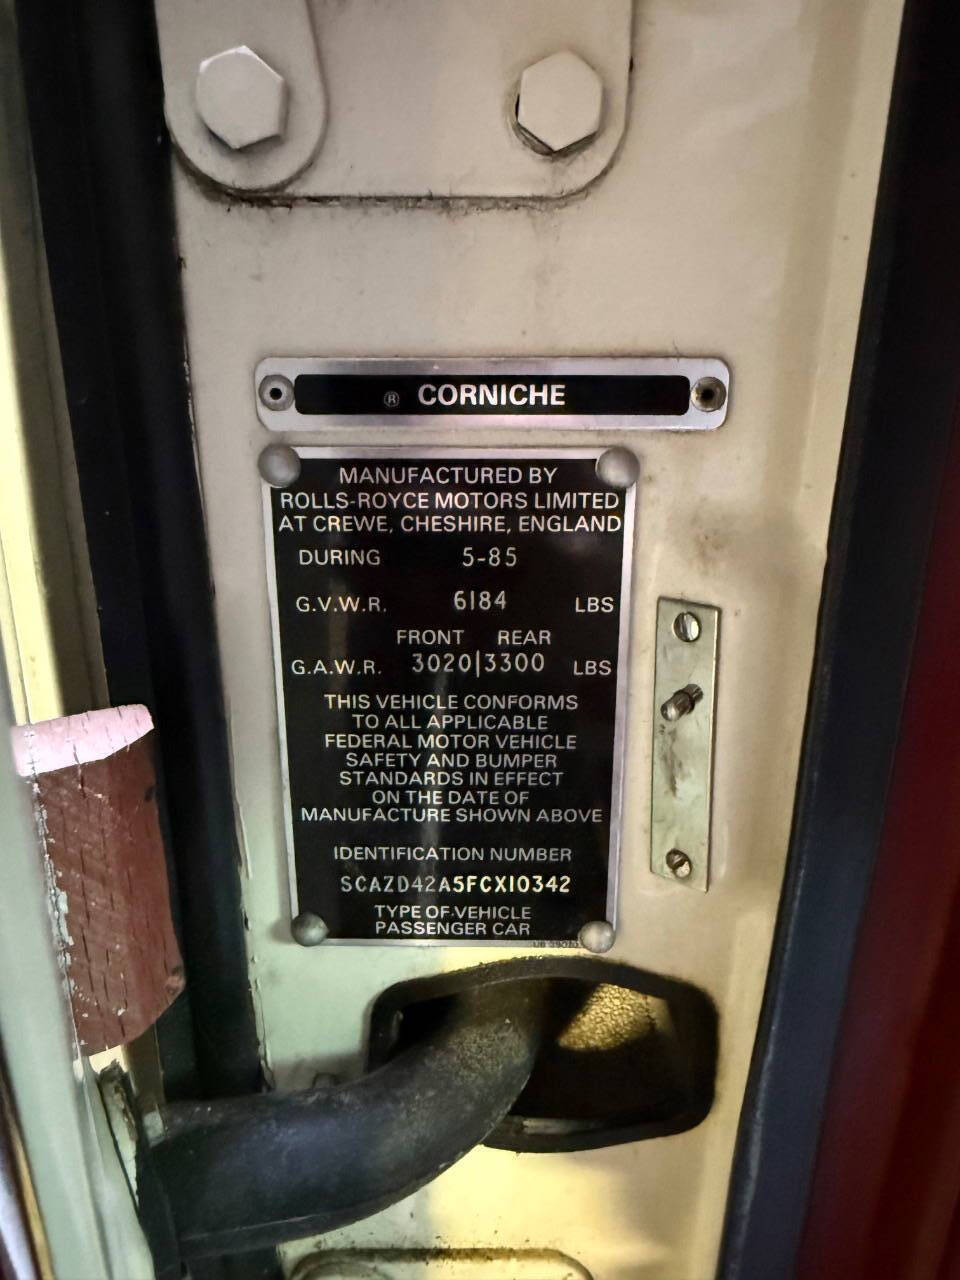 ® CORNICHE
MANUFACTURED BY
ROLLS-ROYCE MOTORS LIMITED
AT CREWE, CHESHIRE, ENGLAND
DURING 5-85
G.V.W.R. 6184 LBS
FRONT REAR
G.A.W.R. 3020|3300 LBS
THIS VEHICLE CONFORMS
TO ALL APPLICABLE
FEDERAL MOTOR VEHICLE
SAFETY AND BUMPER
STANDARDS IN EFFECT
ON THE DATE OF
MANUFACTURE SHOWN ABOVE
IDENTIFICATION NUMBER
SCAZD42A5FCX10342
TYPE OF VEHICLE
PASSENGER CAR